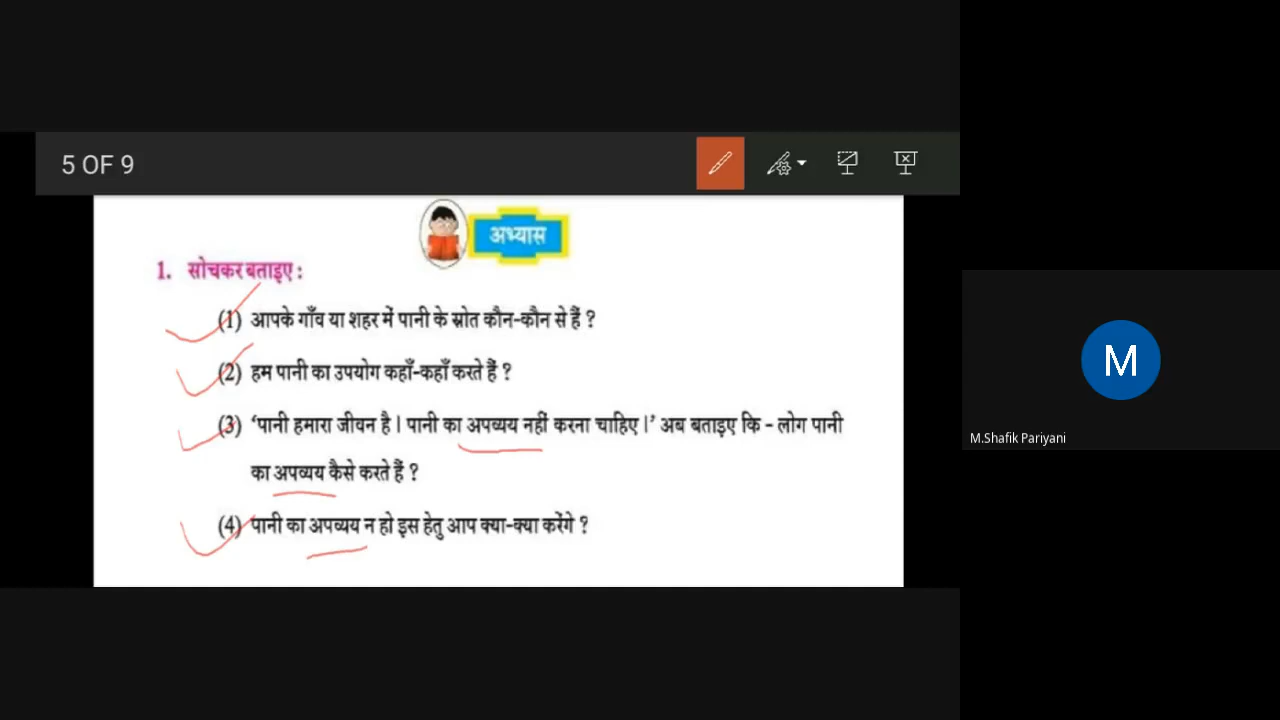 5 OF 9
अभ्यास
1. सोचकर बताइए :
(1) आपके गाँव या शहर में पानी के स्रोत कौन-कौन से हैं ?
(2) हम पानी का उपयोग कहाँ-कहाँ करते हैं ?
(3) ‘पानी हमारा जीवन है । पानी का अपव्यय नहीं करना चाहिए ।’ अब बताइए कि - लोग पानी
का अपव्यय कैसे करते हैं ?
(4) पानी का अपव्यय न हो इस हेतु आप क्या-क्या करेंगे ?
M
M.Shafik Pariyani